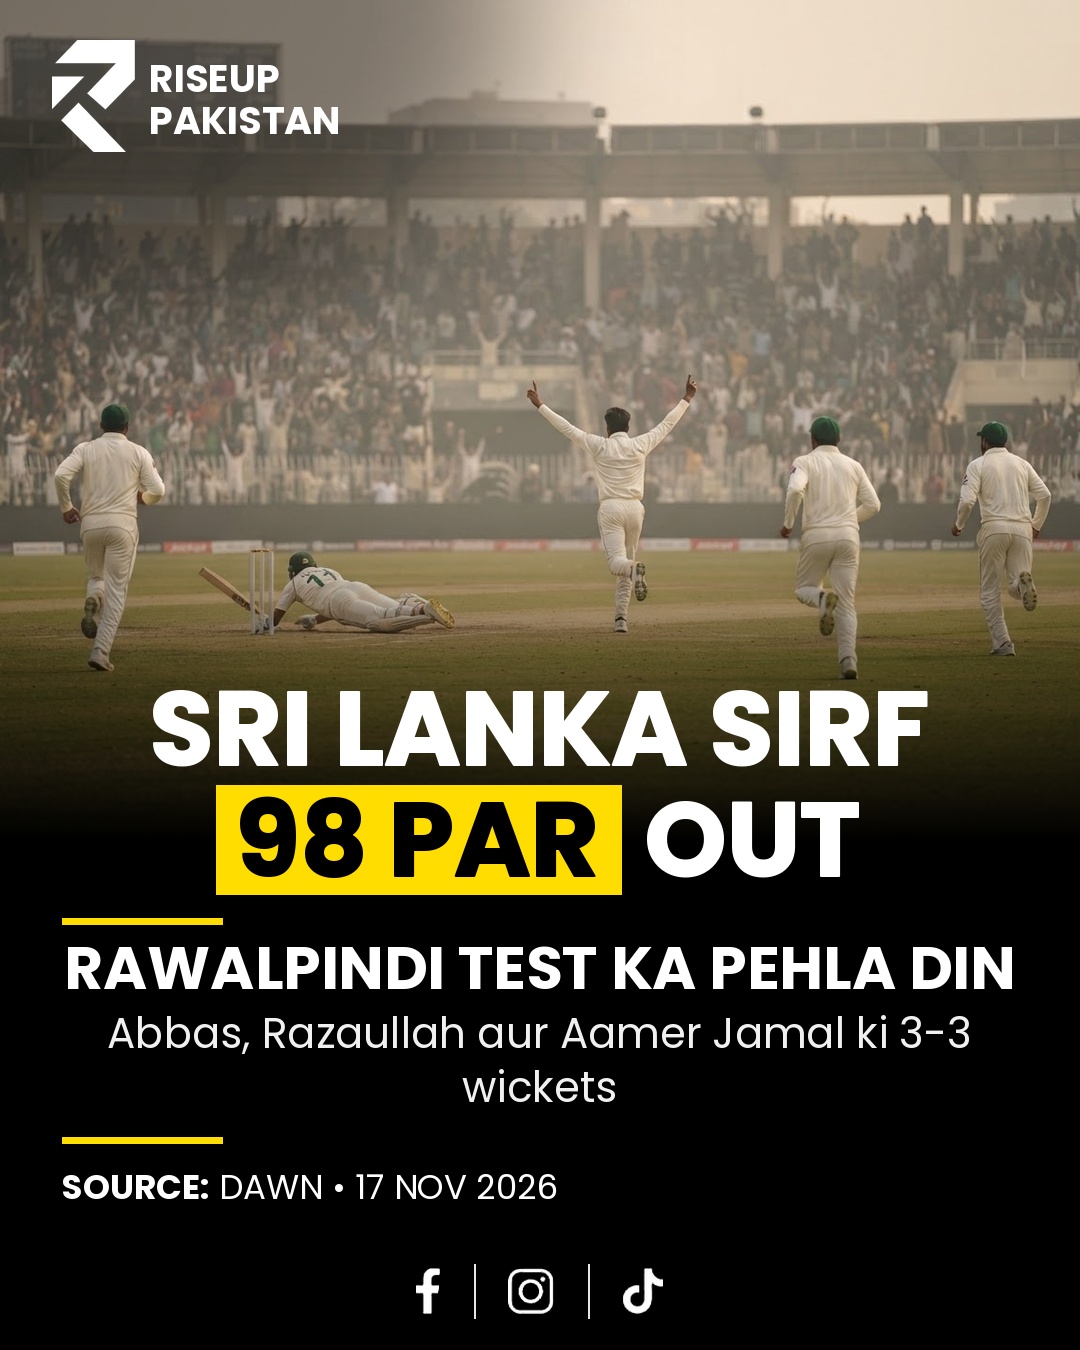 RISEUP
PAKISTAN
11
SRI LANKA SIRF
98 PAR OUT
RAWALPINDI TEST KA PEHLA DIN
Abbas, Razaullah aur Aamer Jamal ki 3-3
wickets
SOURCE: DAWN • 17 NOV 2026